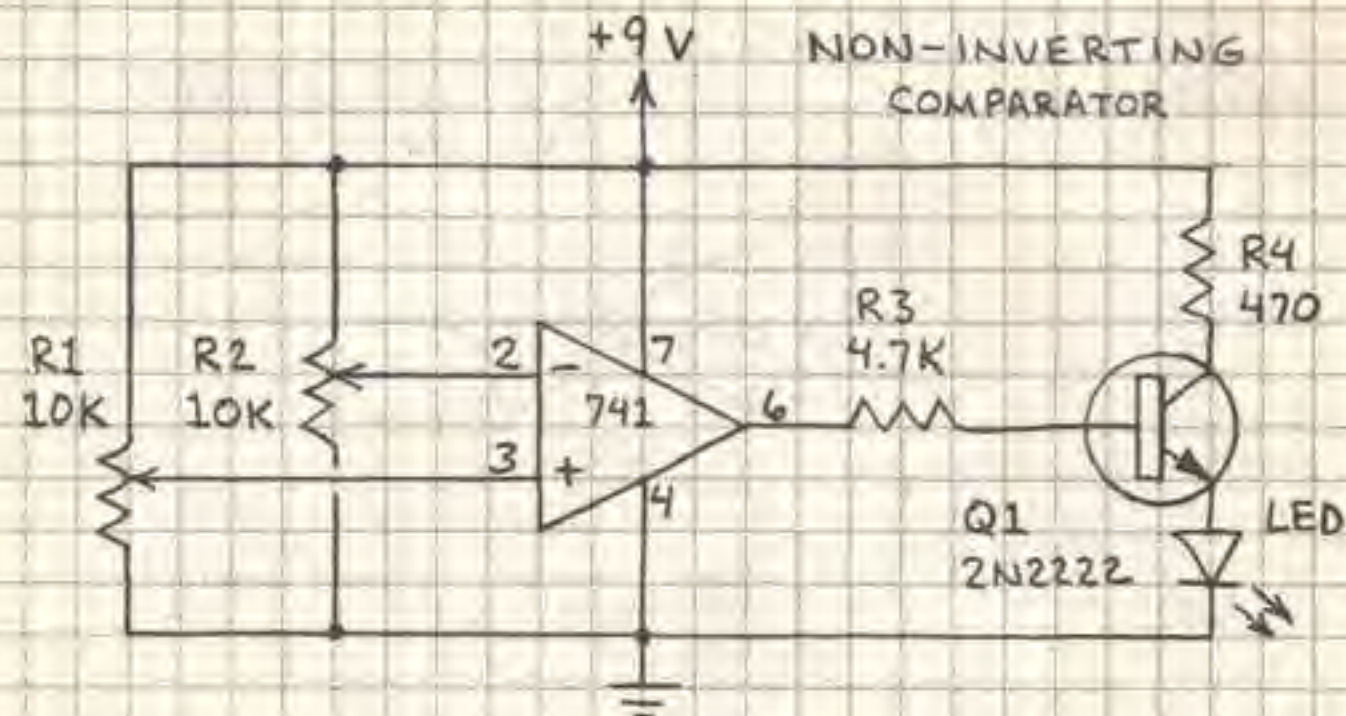 +9 V
NON-INVERTING
COMPARATOR
R1
10K
R2
10K
2
-
3
+
741
7
4
6
R3
4.7K
R4
470
Q1
2N2222
LED